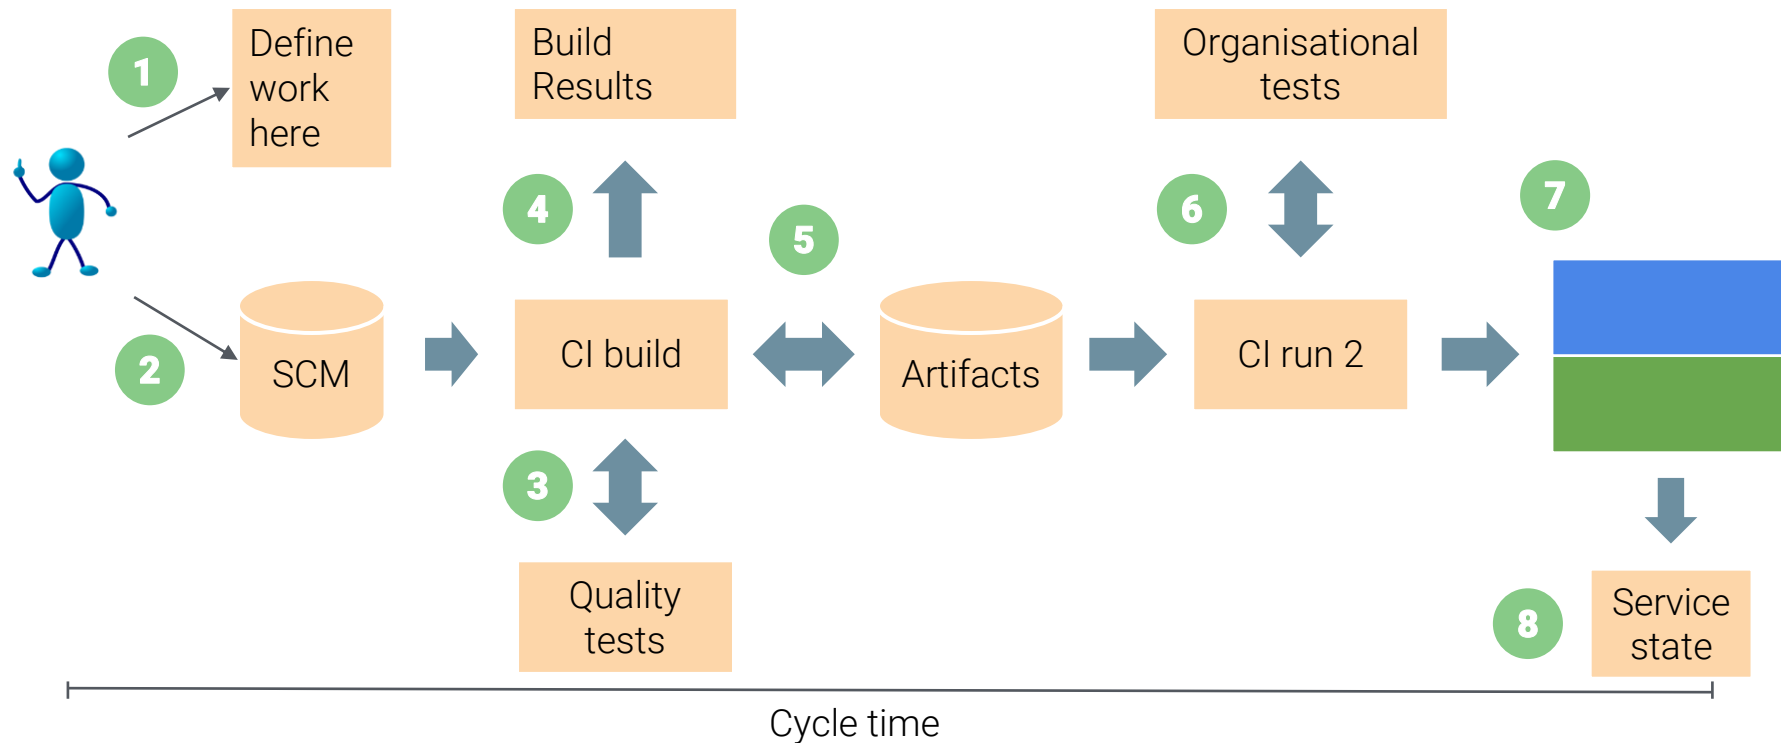 1
Define
work
here
2
SCM
Build
Results
4
CI build
3
Quality
tests
5
Artifacts
Organisational
tests
6
CI run 2
7
8
Service
state
Cycle time